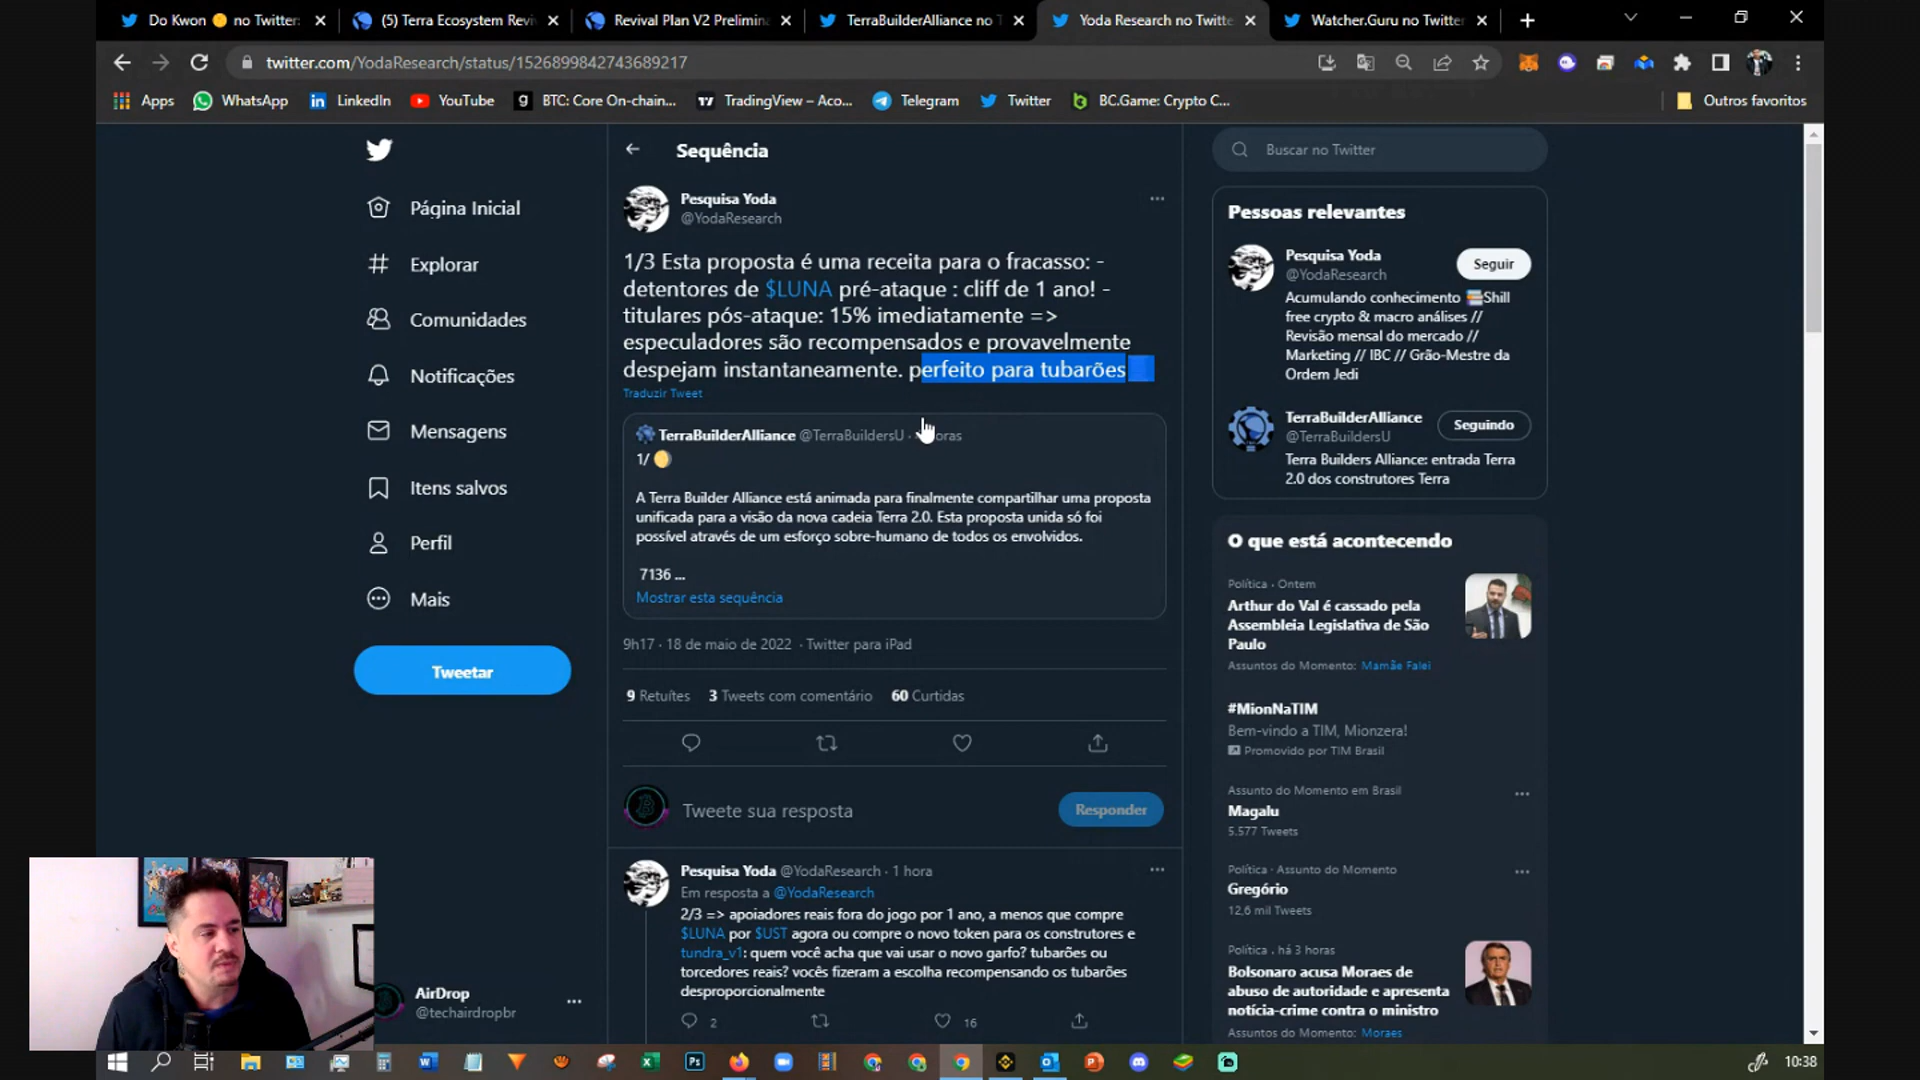 Do Kwon no Twitter:
(5) Terra Ecosystem Revi
Revival Plan V2 Prelimin
TerraBuilderAlliance no T
Yoda Research no Twitte
Watcher.Guru no Twitter
twitter.com/YodaResearch/status/1526899842743689217
Apps
WhatsApp
LinkedIn
YouTube
BTC: Core On-chain...
TradingView – Aco...
Telegram
Twitter
BC.Game: Crypto C...
Outros favoritos
Página Inicial
Explorar
Comunidades
Notificações
Mensagens
Itens salvos
Perfil
Mais
Tweetar
AirDrop
@techairdropbr
Sequência
Pesquisa Yoda
@YodaResearch
1/3 Esta proposta é uma receita para o fracasso: -
detentores de $LUNA pré-ataque : cliff de 1 ano! -
titulares pós-ataque: 15% imediatamente =>
especuladores são recompensados e provavelmente
despejam instantaneamente. perfeito para tubarões
Traduzir Tweet
TerraBuilderAlliance @TerraBuildersU · oras
1/
A Terra Builder Alliance está animada para finalmente compartilhar uma proposta
unificada para a visão da nova cadeia Terra 2.0. Esta proposta unida só foi
possível através de um esforço sobre-humano de todos os envolvidos.
7136 ...
Mostrar esta sequência
9h17 · 18 de maio de 2022 · Twitter para iPad
9 Retuítes 3 Tweets com comentário 60 Curtidas
Tweete sua resposta
Responder
Pesquisa Yoda @YodaResearch · 1 hora
Em resposta a @YodaResearch
2/3 => apoiadores reais fora do jogo por 1 ano, a menos que compre
$LUNA por $UST agora ou compre o novo token para os construtores e
tundra_v1: quem você acha que vai usar o novo garfo? tubarões ou
torcedores reais? vocês fizeram a escolha recompensando os tubarões
desproporcionalmente
2
16
Buscar no Twitter
Pessoas relevantes
Pesquisa Yoda
@YodaResearch
Seguir
Acumulando conhecimento Shill
free crypto & macro análises //
Revisão mensal do mercado //
Marketing // IBC // Grão-Mestre da
Ordem Jedi
TerraBuilderAlliance
@TerraBuildersU
Seguindo
Terra Builders Alliance: entrada Terra
2.0 dos construtores Terra
O que está acontecendo
Política · Ontem
Arthur do Val é cassado pela
Assembleia Legislativa de São
Paulo
Assuntos do Momento: Mamãe Falei
#MionNaTIM
Bem-vindo a TIM, Mionzera!
Promovido por TIM Brasil
Assunto do Momento em Brasil
Magalu
5.577 Tweets
Política · Assunto do Momento
Gregório
12,6 mil Tweets
Política · há 3 horas
Bolsonaro acusa Moraes de
abuso de autoridade e apresenta
notícia-crime contra o ministro
Assuntos do Momento: Moraes
10:38